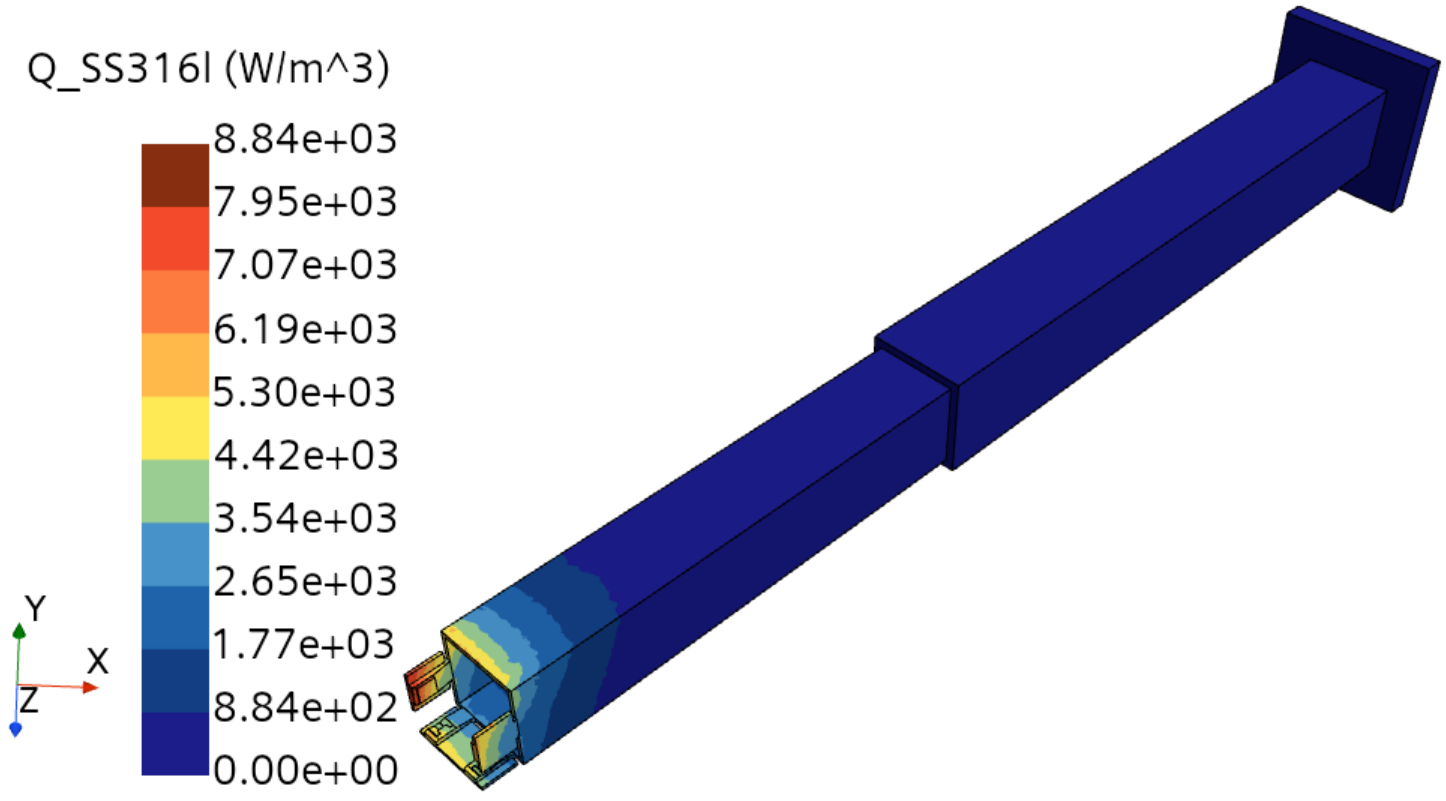 Q_SS316l (W/m^3)
8.84e+03
7.95e+03
7.07e+03
6.19e+03
5.30e+03
4.42e+03
3.54e+03
2.65e+03
1.77e+03
8.84e+02
0.00e+00
Y
X
Z